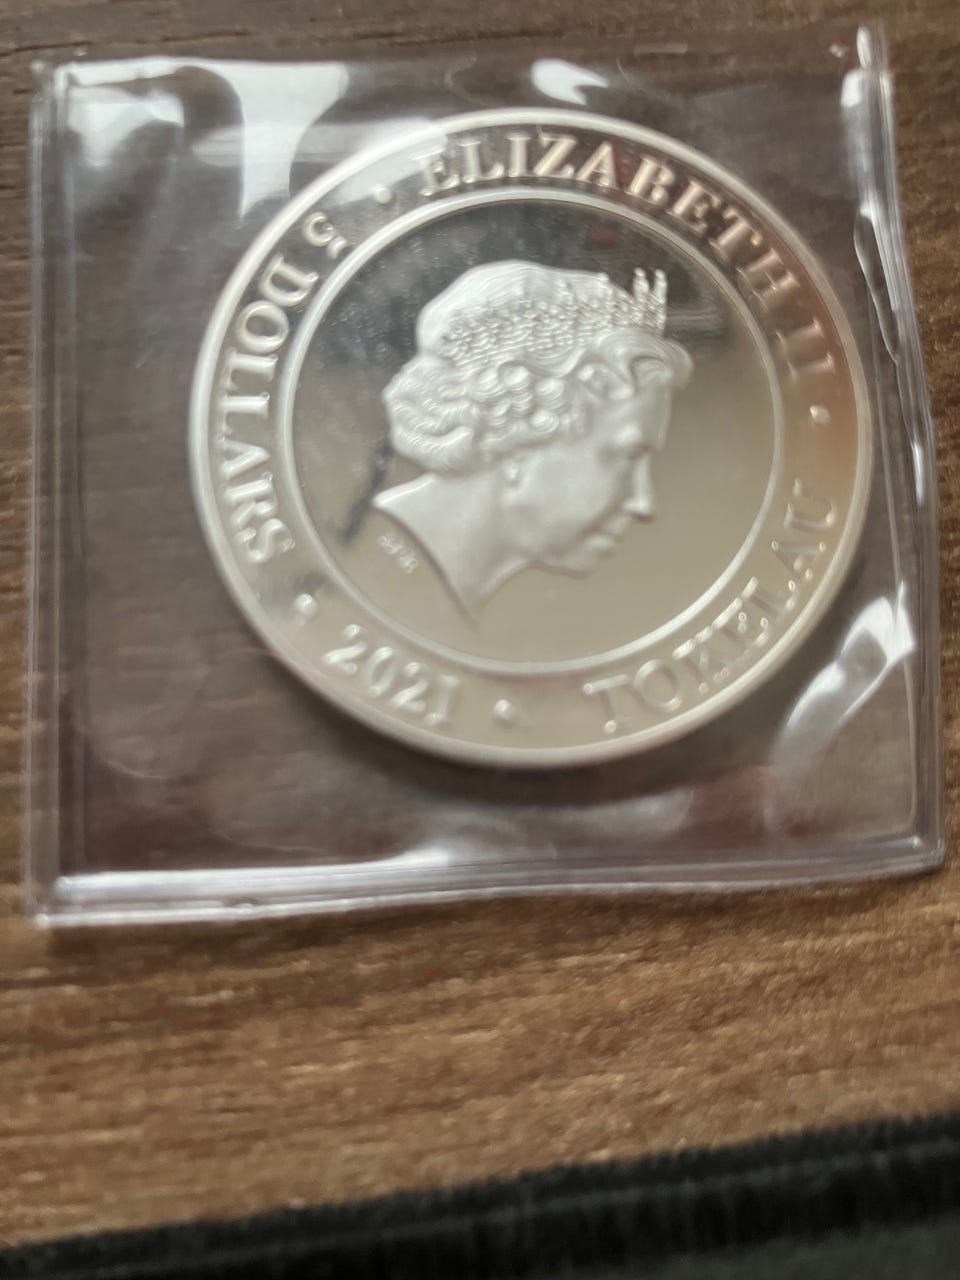 ELIZABETH II • TOKELAU • 2021 • 5 DOLLARS •